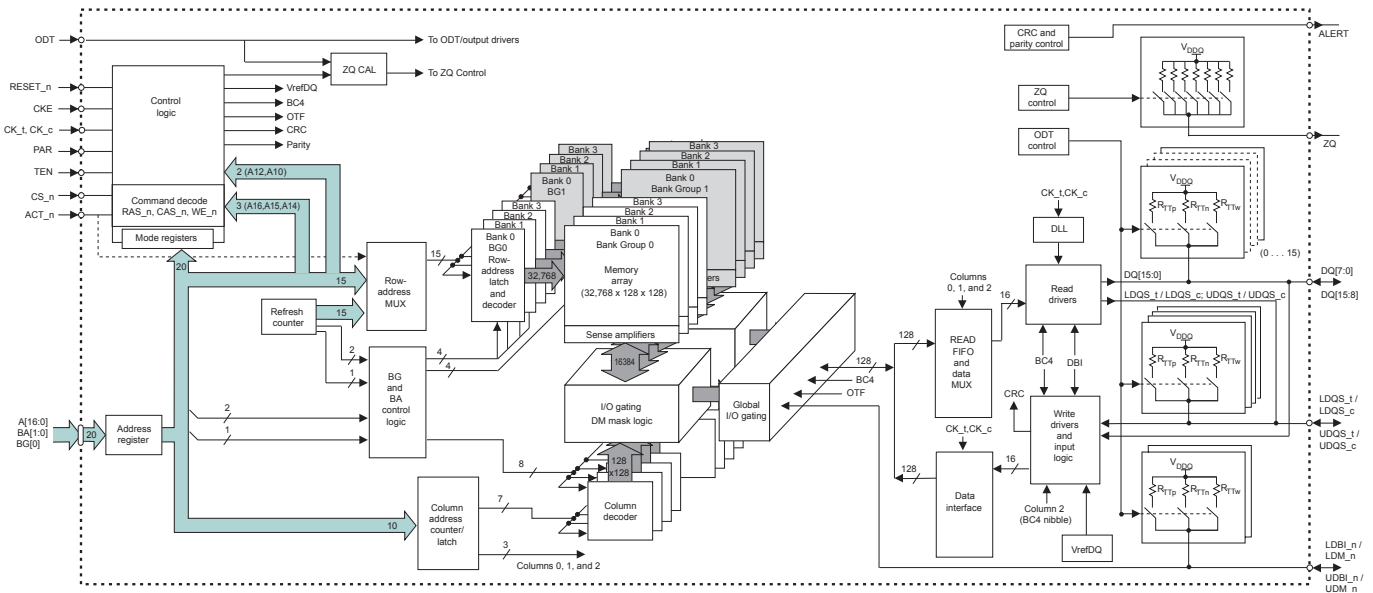 ODT
RESET_n
CKE
CK_t, CK_c
PAR
TEN
CS_n
ACT_n
A[16:0]
BA[1:0]
BG[0]
20
Address
register
Control
logic
Command decode
RAS_n, CAS_n, WE_n
Mode registers
20
ZQ CAL
To ODT/output drivers
To ZQ Control
VrefDQ
BC4
OTF
CRC
Parity
2 (A12,A10)
3 (A16,A15,A14)
15
Refresh
counter
15
2
1
2
1
10
Row-
address
MUX
15
BG
and
BA
control
logic
4
4
8
Column
address
counter/
latch
7
3
Columns 0, 1, and 2
Bank 3
Bank 2
Bank 1
Bank 0
BG1
Bank 3
Bank 2
Bank 1
Bank 0
BG0
Row-
address
latch
and
decoder
32,768
Bank 3
Bank 2
Bank 1
Bank 0
Bank Group 1
Bank 3
Bank 2
Bank 1
Bank 0
Bank Group 0
Memory
array
(32,768 x 128 x 128)
Sense amplifiers
ers
16384
I/O gating
DM mask logic
128
x128
Column
decoder
Global
I/O gating
128
BC4
OTF
128
128
Columns
0, 1, and 2
READ
FIFO
and
data
MUX
16
CK_t,CK_c
DLL
Read
drivers
DQ[15:0]
LDQS_t / LDQS_c; UDQS_t / UDQS_c
BC4
DBI
CRC
CK_t,CK_c
Data
interface
16
Write
drivers
and
input
logic
Column 2
(BC4 nibble)
VrefDQ
CRC and
parity control
ZQ
control
ODT
control
VDDQ
VDDQ
RTTp
RTTn
RTTw
(0 . . . 15)
VDDQ
RTTp
RTTn
RTTw
VDDQ
RTTp
RTTn
RTTw
ALERT
ZQ
DQ[7:0]
DQ[15:8]
LDQS_t /
LDQS_c
UDQS_t /
UDQS_c
LDBI_n /
LDM_n
UDBI_n /
UDM_n